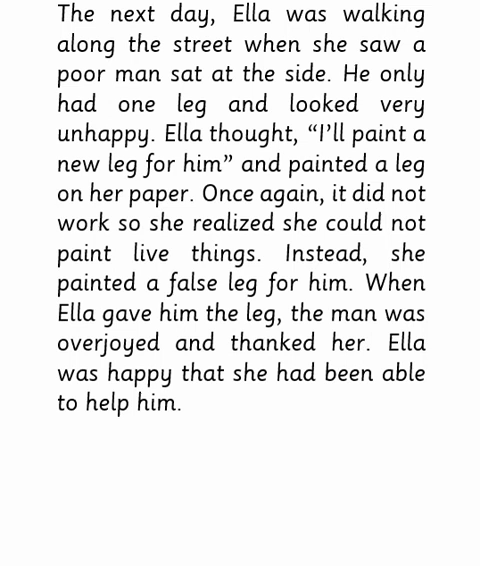 The next day, Ella was walking
along the street when she saw a
poor man sat at the side. He only
had one leg and looked very
unhappy. Ella thought, “I’ll paint a
new leg for him” and painted a leg
on her paper. Once again, it did not
work so she realized she could not
paint live things. Instead, she
painted a false leg for him. When
Ella gave him the leg, the man was
overjoyed and thanked her. Ella
was happy that she had been able
to help him.